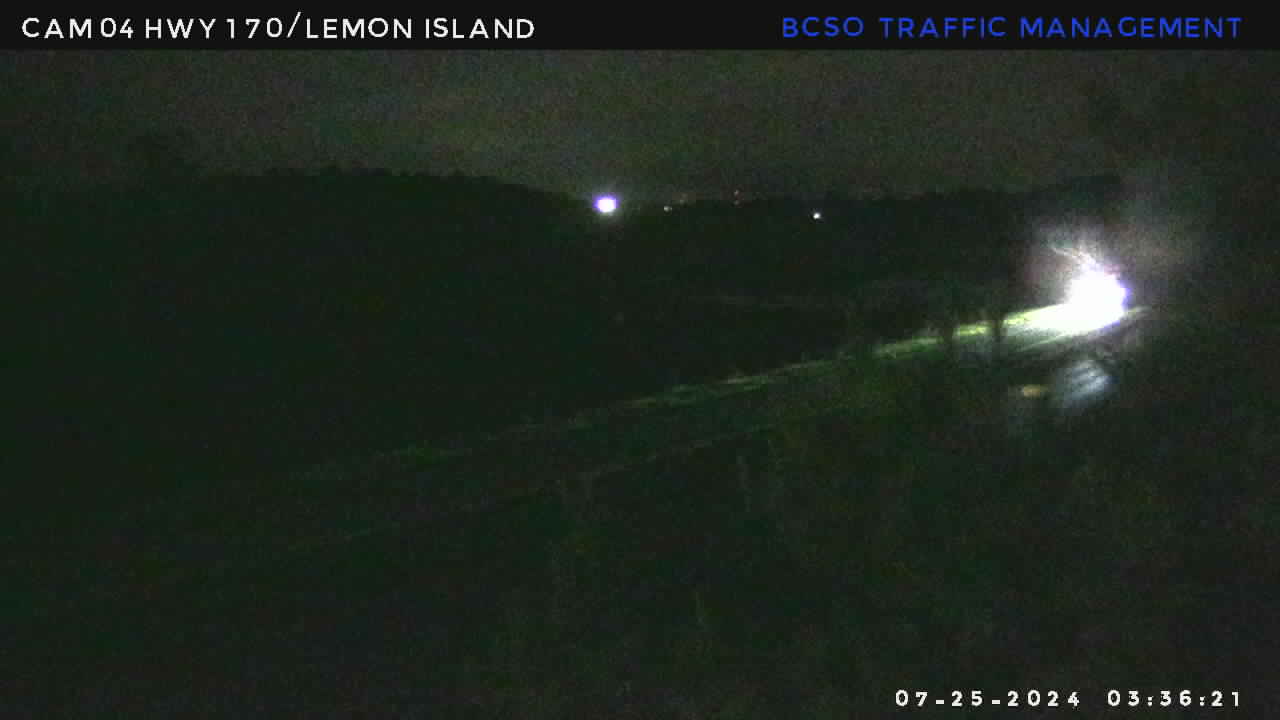 CAM04 HWY 170/LEMON ISLAND
BCSO TRAFFIC MANAGEMENT
07-25-2024 03:36:21